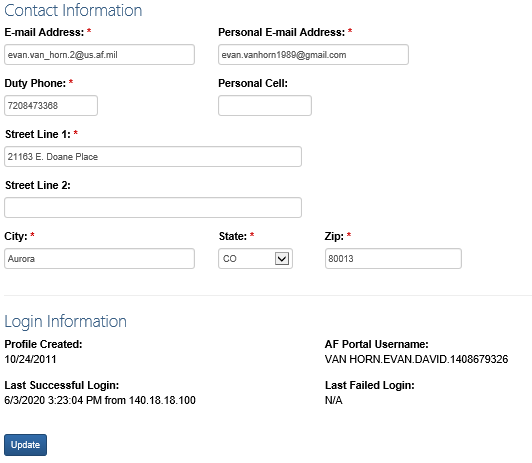 Contact Information
E-mail Address: * Personal E-mail Address: *
evan.van_horn.2@us.af.mil evan.vanhorn1989@gmail.com
Duty Phone: * Personal Cell:
7208473368
Street Line 1: *
21163 E. Doane Place
Street Line 2:
City: * State: * Zip: *
Aurora CO 80013
Login Information
Profile Created: AF Portal Username:
10/24/2011 VAN HORN.EVAN.DAVID.1408679326
Last Successful Login: Last Failed Login:
6/3/2020 3:23:04 PM from 140.18.18.100 N/A
Update